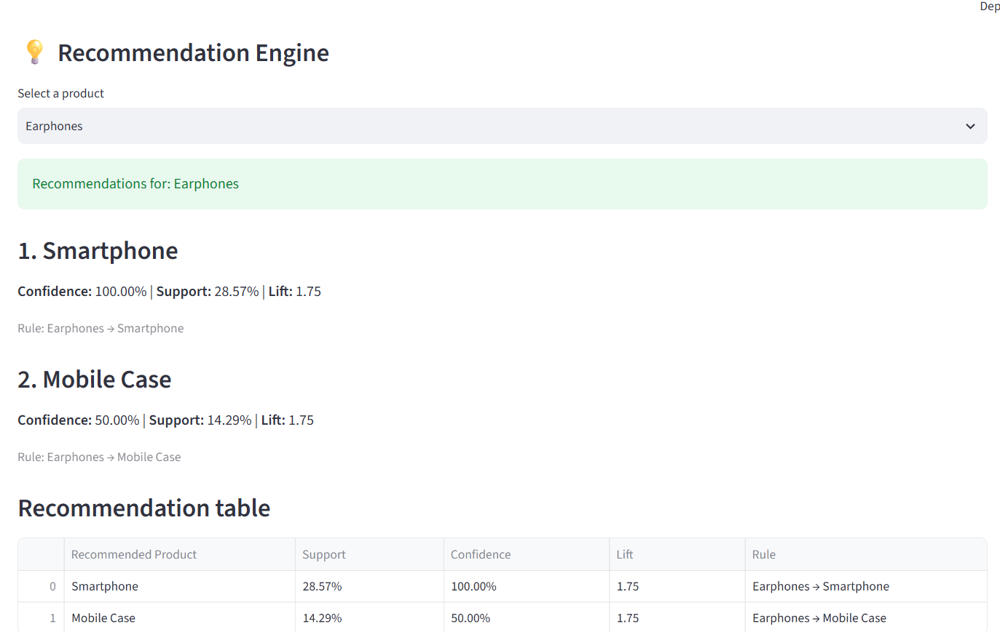 Dep
Recommendation Engine
Select a product
Earphones
Recommendations for: Earphones
1. Smartphone
Confidence: 100.00% | Support: 28.57% | Lift: 1.75
Rule: Earphones → Smartphone
2. Mobile Case
Confidence: 50.00% | Support: 14.29% | Lift: 1.75
Rule: Earphones → Mobile Case
Recommendation table
Recommended Product Support Confidence Lift Rule
0 Smartphone 28.57% 100.00% 1.75 Earphones → Smartphone
1 Mobile Case 14.29% 50.00% 1.75 Earphones → Mobile Case